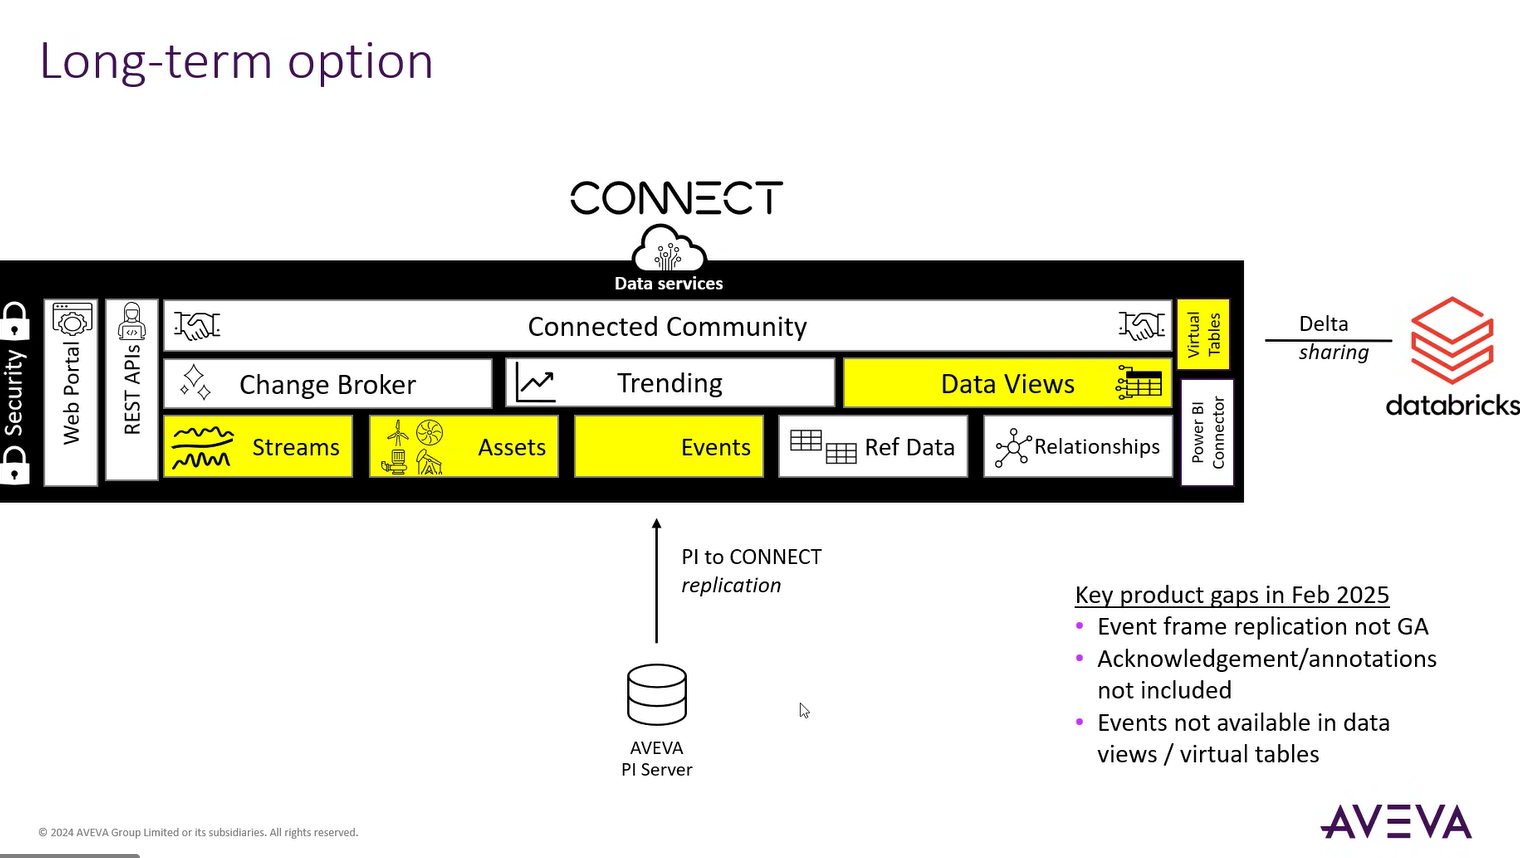 Long-term option
CONNECT
Data services
Security
Web Portal
REST APIs
Connected Community
Virtual
Tables
Change Broker
Trending
Data Views
Streams
Assets
Events
Ref Data
Relationships
Power BI
Connector
Delta
sharing
databricks
PI to CONNECT
replication
AVEVA
PI Server
Key product gaps in Feb 2025
• Event frame replication not GA
• Acknowledgement/annotations
not included
• Events not available in data
views / virtual tables
© 2024 AVEVA Group Limited or its subsidiaries. All rights reserved.
AVEVA